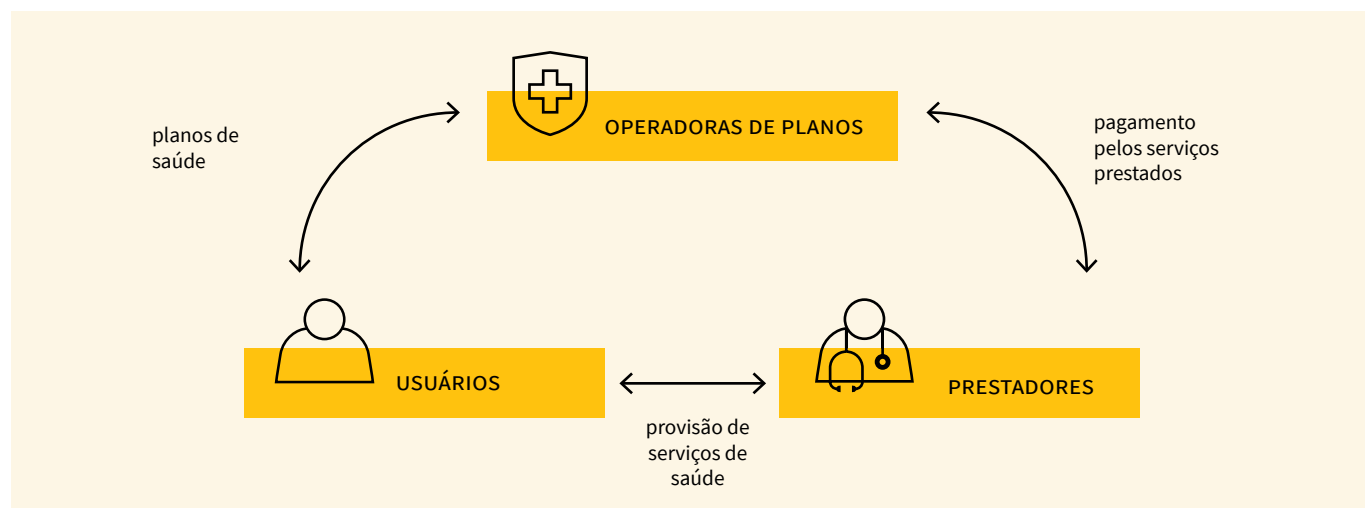 OPERADORAS DE PLANOS
planos de
saúde
pagamento
pelos serviços
prestados
USUÁRIOS
PRESTADORES
provisão de
serviços de
saúde